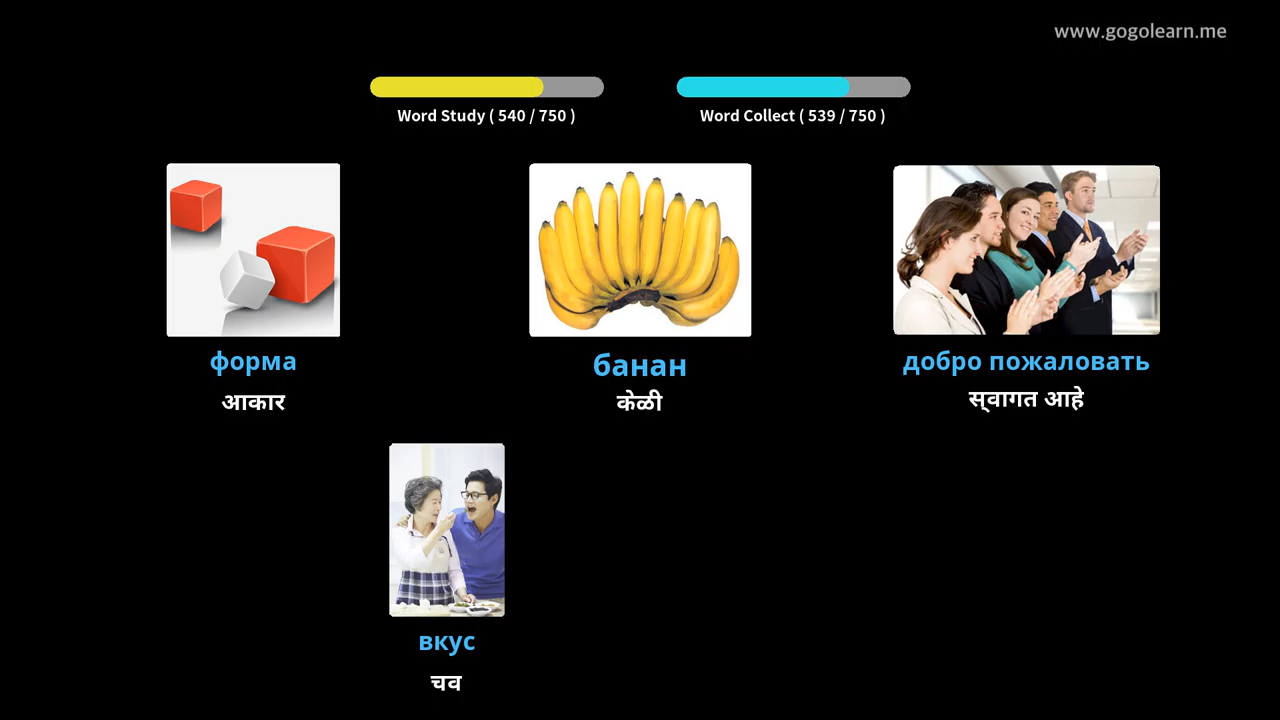 www.gogolearn.me
Word Study ( 540 / 750 )
Word Collect ( 539 / 750 )
форма
банан
добро пожаловать
आकार
केळी
स्वागत आहे
вкус
चव